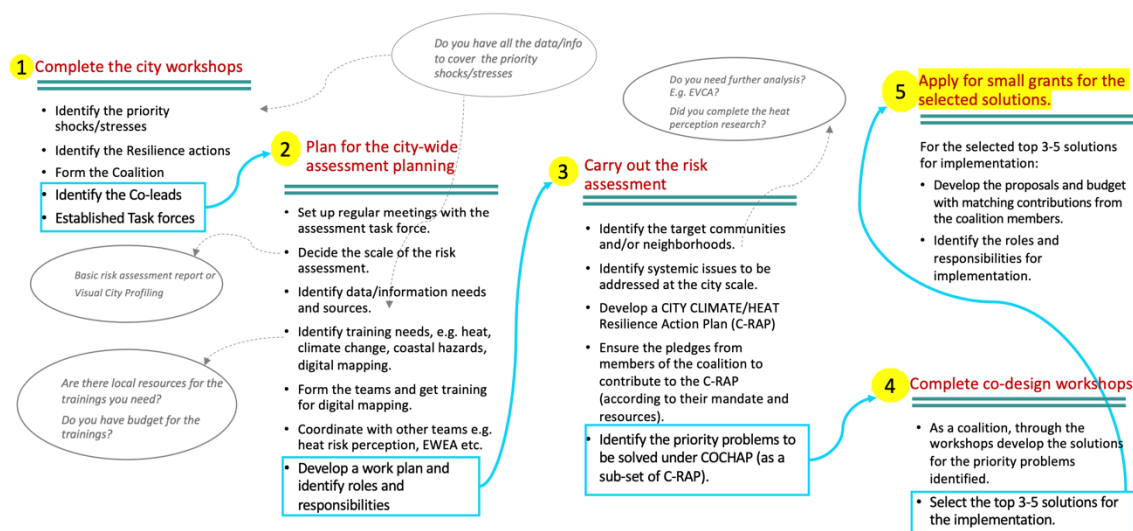 1 Complete the city workshops
• Identify the priority
shocks/stresses
• Identify the Resilience actions
• Form the Coalition
• Identify the Co-leads
• Established Task forces
Do you have all the data/info
to cover the priority
shocks/stresses
Basic risk assessment report or
Visual City Profiling
Are there local resources for the
trainings you need?
Do you have budget for the
trainings?
2 Plan for the city-wide
assessment planning
• Set up regular meetings with the
assessment task force.
• Decide the scale of the risk
assessment.
• Identify data/information needs
and sources.
• Identify training needs, e.g. heat,
climate change, coastal hazards,
digital mapping.
• Form the teams and get training
for digital mapping.
• Coordinate with other teams e.g.
heat risk perception, EWEA etc.
• Develop a work plan and
identify roles and
responsibilities
Do you need further analysis?
E.g. EVCA?
Did you complete the heat
perception research?
3 Carry out the risk
assessment
• Identify the target communities
and/or neighborhoods.
• Identify systemic issues to be
addressed at the city scale.
• Develop a CITY CLIMATE/HEAT
Resilience Action Plan (C-RAP)
• Ensure the pledges from
members of the coalition to
contribute to the C-RAP
(according to their mandate and
resources).
• Identify the priority problems to
be solved under COCHAP (as a
sub-set of C-RAP).
4 Complete co-design workshops
• As a coalition, through the
workshops develop the solutions
for the priority problems
identified.
• Select the top 3-5 solutions for
the implementation.
5 Apply for small grants for the
selected solutions.
For the selected top 3-5 solutions
for implementation:
• Develop the proposals and budget
with matching contributions from
the coalition members.
• Identify the roles and
responsibilities for
implementation.